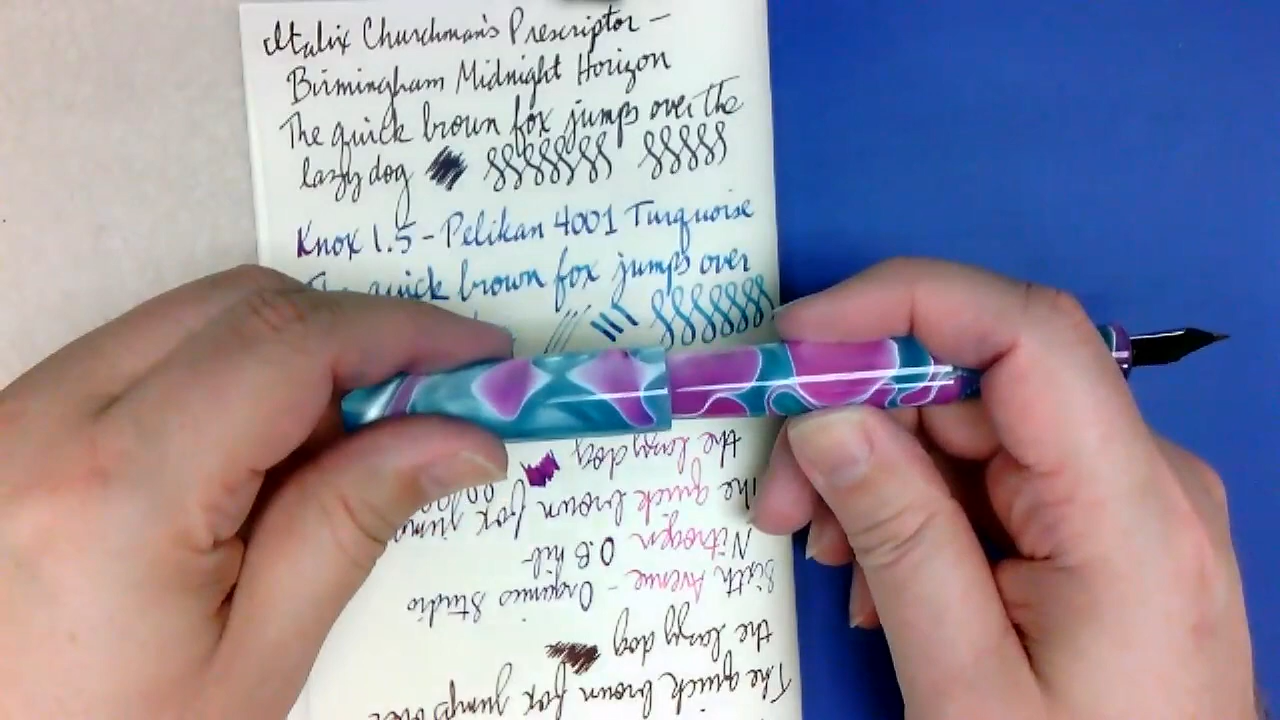 Italix Churchman's Prescriptor -
Birmingham Midnight Horizon
The quick brown fox jumps over the
lazy dog
Knox 1.5 - Pelikan 4001 Turquoise
The quick brown fox jumps over
the lazy dog
The quick brown fox jumps
Nitrogen O.B nib
Sixth Avenue - Organics Studio
the lazy dog
The quick brown fox jumps over